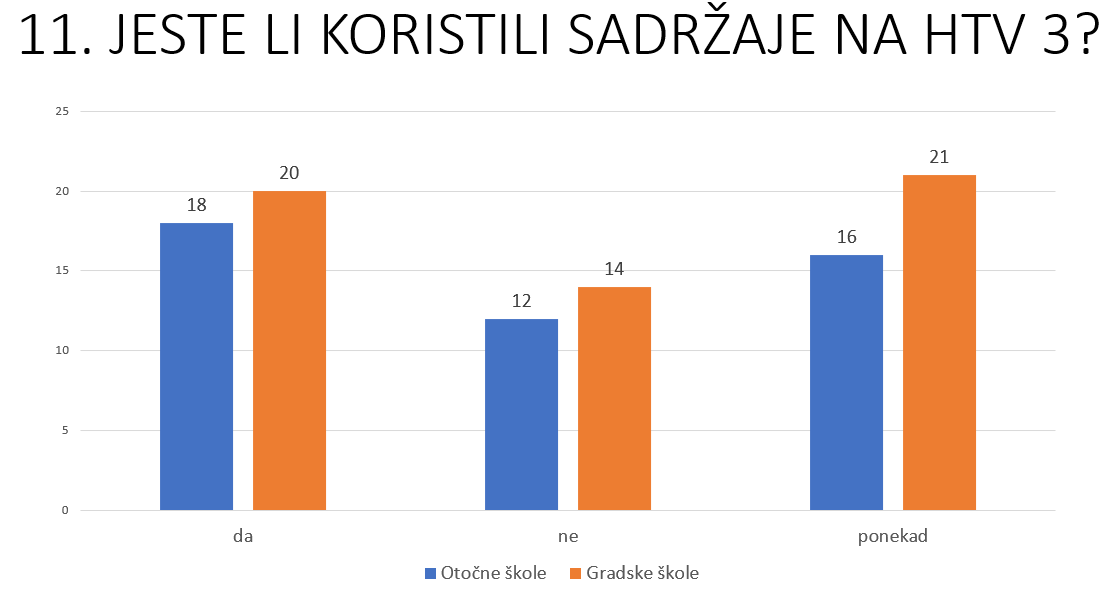 11. JESTE LI KORISTILI SADRŽAJE NA HTV 3?
25
20
15
10
5
0
18
20
12
14
16
21
da
ne
ponekad
Otočne škole
Gradske škole